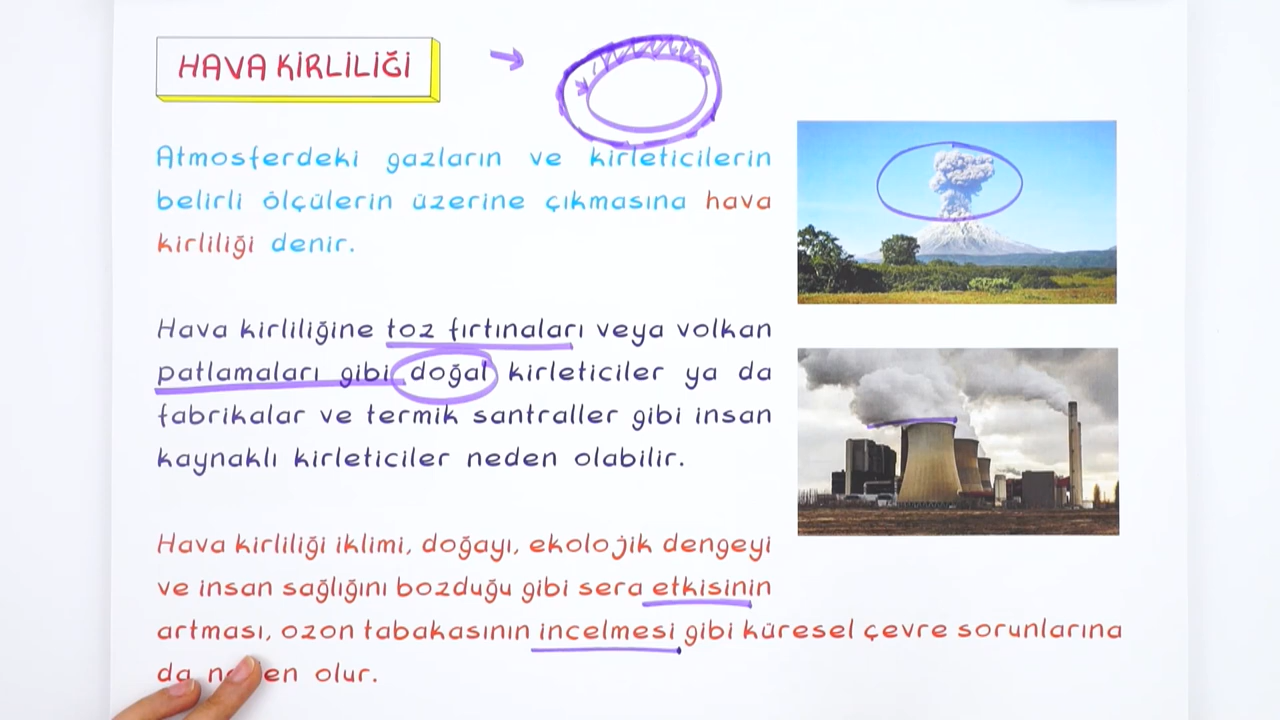 HAVA KİRLİLİĞİ
Atmosferdeki gazların ve kirleticilerin
belirli ölçülerin üzerine çıkmasına hava
kirliliği denir.
Hava kirliliğine toz fırtınaları veya volkan
patlamaları gibi doğal kirleticiler ya da
fabrikalar ve termik santraller gibi insan
kaynaklı kirleticiler neden olabilir.
Hava kirliliği iklimi, doğayı, ekolojik dengeyi
ve insan sağlığını bozduğu gibi sera etkisinin
artması, ozon tabakasının incelmesi gibi küresel çevre sorunlarına
da olur.